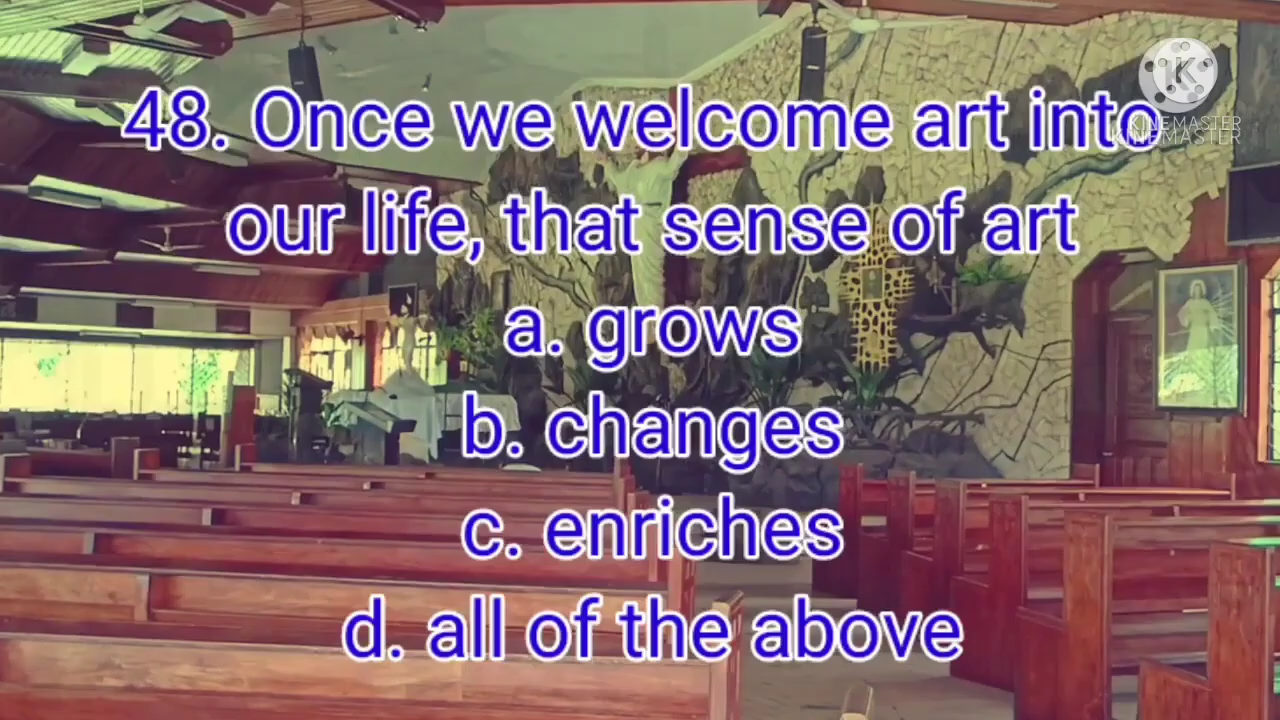 48. Once we welcome art into
our life, that sense of art
a. grows
b. changes
c. enriches
d. all of the above
K
KINEMASTER
KINEMASTER